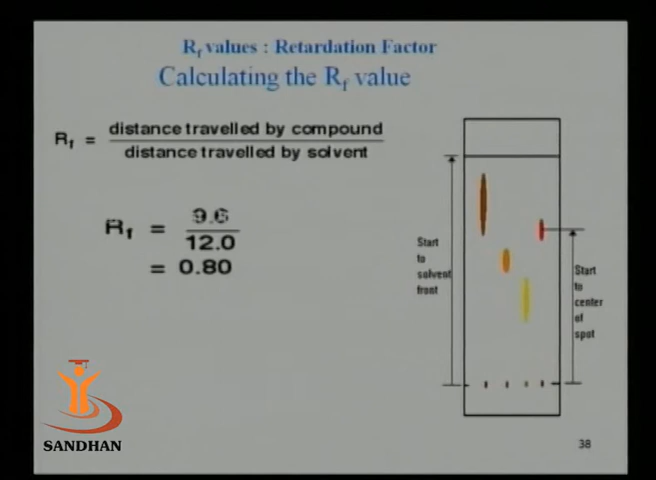 Rf values : Retardation Factor
Calculating the Rf value
Rf = distance travelled by compound
distance travelled by solvent
Rf = 9.6
12.0
= 0.80
Start
to
solvent
front
Start
to
center
of
spot
SANDHAN
38